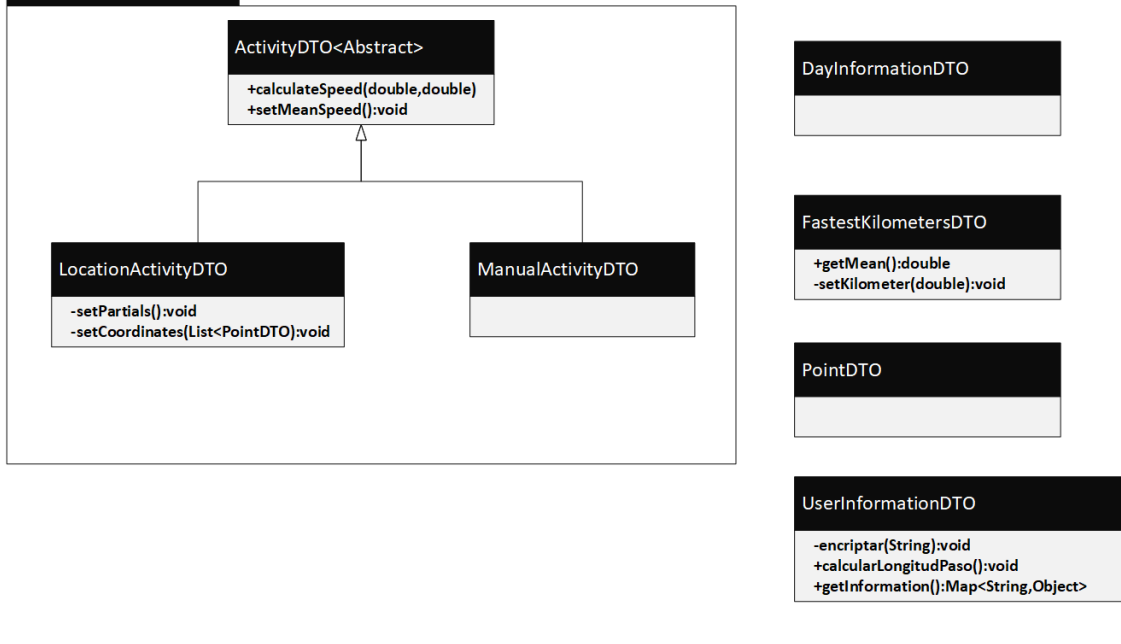 ActivityDTO<Abstract>
+calculateSpeed(double,double)
+setMeanSpeed():void
LocationActivityDTO
-setPartials():void
-setCoordinates(List<PointDTO):void
ManualActivityDTO
DayInformationDTO
FastestKilometersDTO
+getMean():double
-setKilometer(double):void
PointDTO
UserInformationDTO
-encriptar(String):void
+calcularLongitudPaso():void
+getInformation():Map<String,Object>